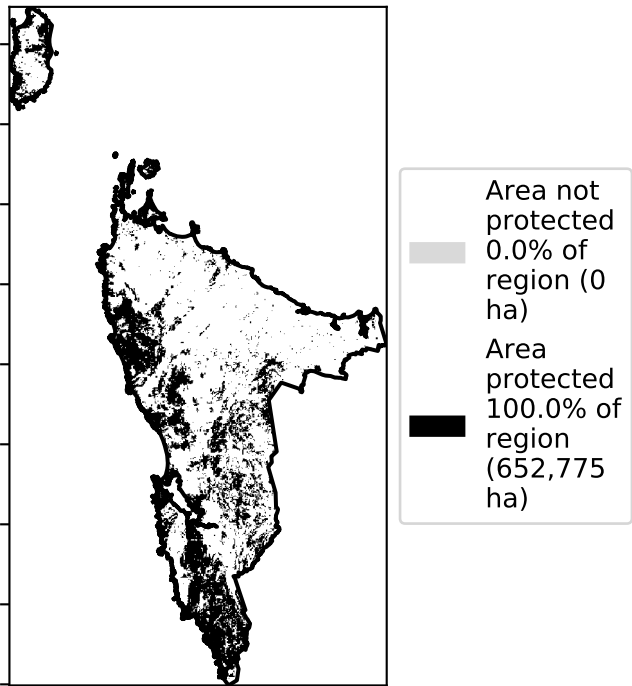 Area not
protected
0.0% of
region (0
ha)
Area
protected
100.0% of
region
(652,775
ha)